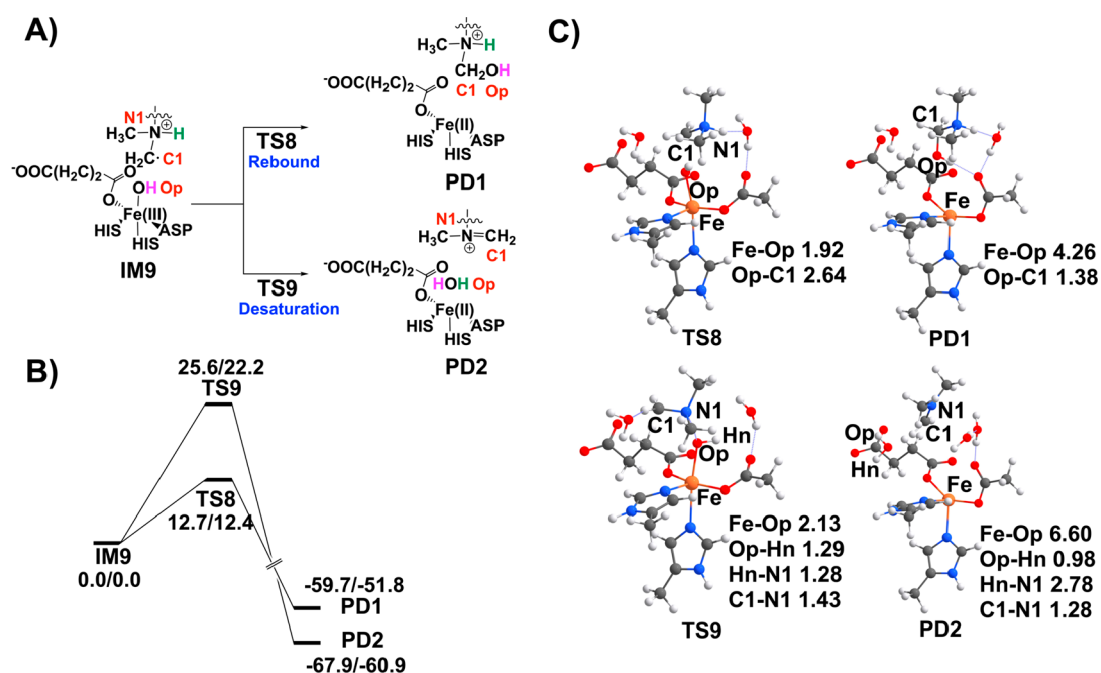 A)
N1
H₃C–N–H
⊕
H₂C· C1
⁻OOC(H₂C)₂
O
O
OH Op
Fe(III)
HIS
HIS
ASP
IM9
TS8
Rebound
TS9
Desaturation
H₃C–N–H
⊕
CH₂OH
C1 Op
⁻OOC(H₂C)₂
O
O
Fe(II)
HIS
HIS
ASP
PD1
N1
H₃C–N=CH₂
⊕
C1
⁻OOC(H₂C)₂
O
O
HOH Op
Fe(II)
HIS
HIS
ASP
PD2
B)
25.6/22.2
TS9
TS8
12.7/12.4
IM9
0.0/0.0
-59.7/-51.8
PD1
PD2
-67.9/-60.9
C)
C1
N1
Op
Fe
Fe-Op 1.92
Op-C1 2.64
TS8
C1
N1
Op
Fe
Fe-Op 4.26
Op-C1 1.38
PD1
N1
C1
Hn
Op
Fe
Fe-Op 2.13
Op-Hn 1.29
Hn-N1 1.28
C1-N1 1.43
TS9
N1
Op
C1
Hn
Fe
Fe-Op 6.60
Op-Hn 0.98
Hn-N1 2.78
C1-N1 1.28
PD2